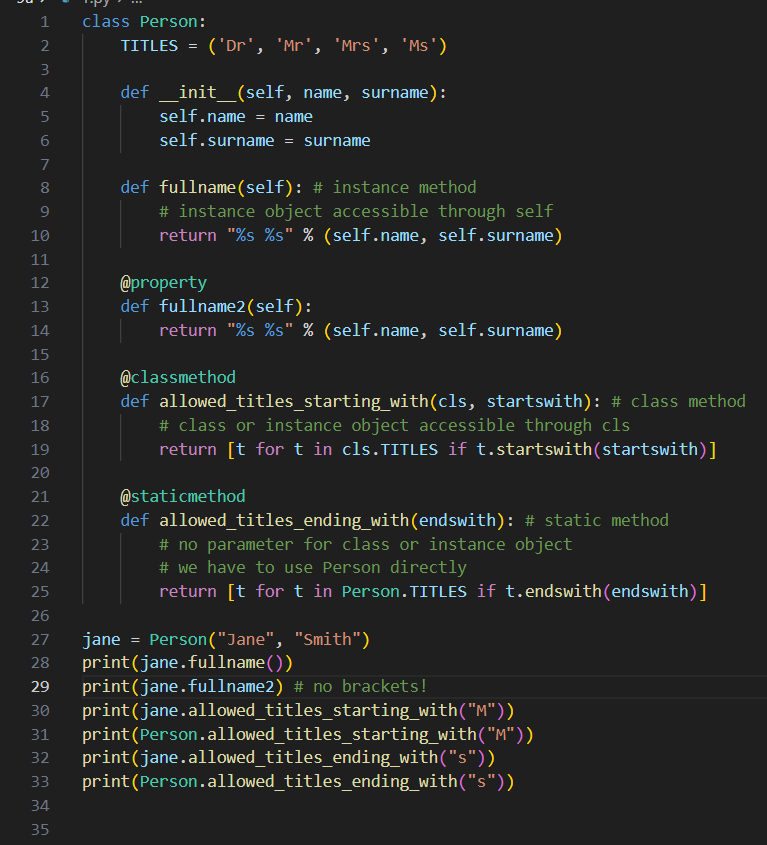 1 class Person:
2     TITLES = ('Dr', 'Mr', 'Mrs', 'Ms')
3
4     def __init__(self, name, surname):
5         self.name = name
6         self.surname = surname
7
8     def fullname(self): # instance method
9         # instance object accessible through self
10         return "%s %s" % (self.name, self.surname)
11
12     @property
13     def fullname2(self):
14         return "%s %s" % (self.name, self.surname)
15
16     @classmethod
17     def allowed_titles_starting_with(cls, startswith): # class method
18         # class or instance object accessible through cls
19         return [t for t in cls.TITLES if t.startswith(startswith)]
20
21     @staticmethod
22     def allowed_titles_ending_with(endswith): # static method
23         # no parameter for class or instance object
24         # we have to use Person directly
25         return [t for t in Person.TITLES if t.endswith(endswith)]
26
27 jane = Person("Jane", "Smith")
28 print(jane.fullname())
29 print(jane.fullname2) # no brackets!
30 print(jane.allowed_titles_starting_with("M"))
31 print(Person.allowed_titles_starting_with("M"))
32 print(jane.allowed_titles_ending_with("s"))
33 print(Person.allowed_titles_ending_with("s"))
34
35